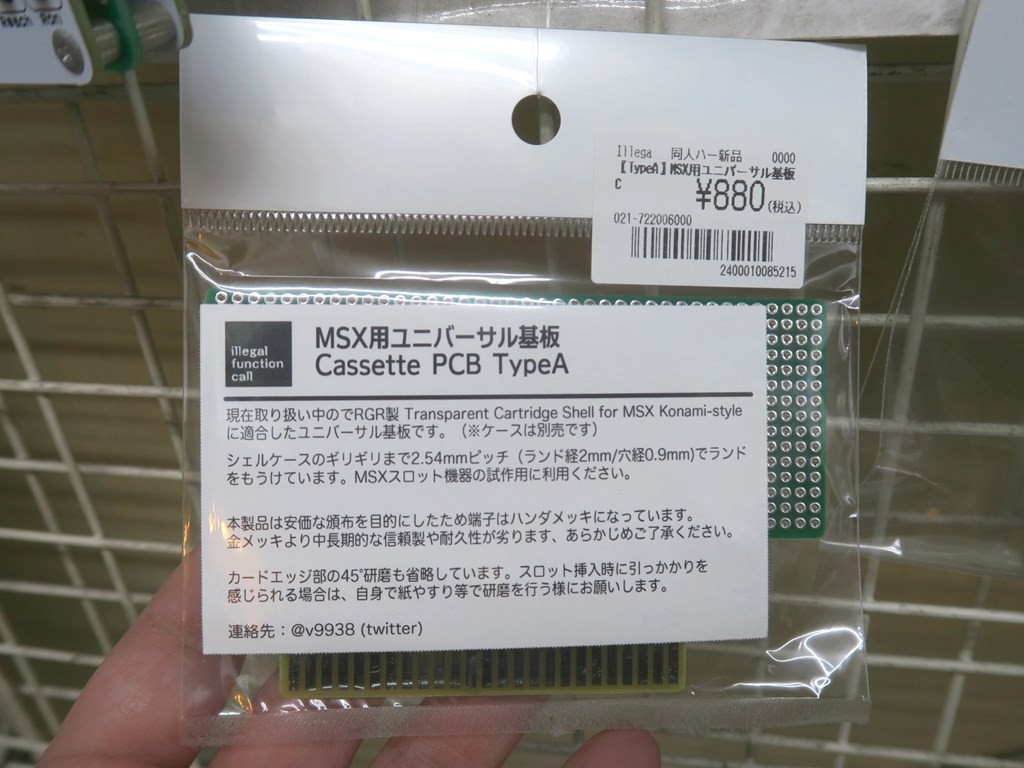 Reach Ron
Illega 同人ハー新品 0000
【TypeA】MSX用ユニバーサル基板
C ¥880(税込)
021-722006000
2400010085215
illegal
function
call
MSX用ユニバーサル基板
Cassette PCB TypeA
現在取り扱い中のでRGR製 Transparent Cartridge Shell for MSX Konami-style
に適合したユニバーサル基板です。（※ケースは別売です）
シェルケースのギリギリまで2.54mmピッチ（ランド経2mm/穴経0.9mm)でランド
をもうけています。MSXスロット機器の試作用に利用ください。
本製品は安価な頒布を目的にしたため端子はハンダメッキになっています。
金メッキより中長期的な信頼製や耐久性が劣ります、あらかじめご了承ください。
カードエッジ部の45°研磨も省略しています。スロット挿入時に引っかかりを
感じられる場合は、自身で紙やすり等で研磨を行う様にお願いします。
連絡先：@v9938 (twitter)